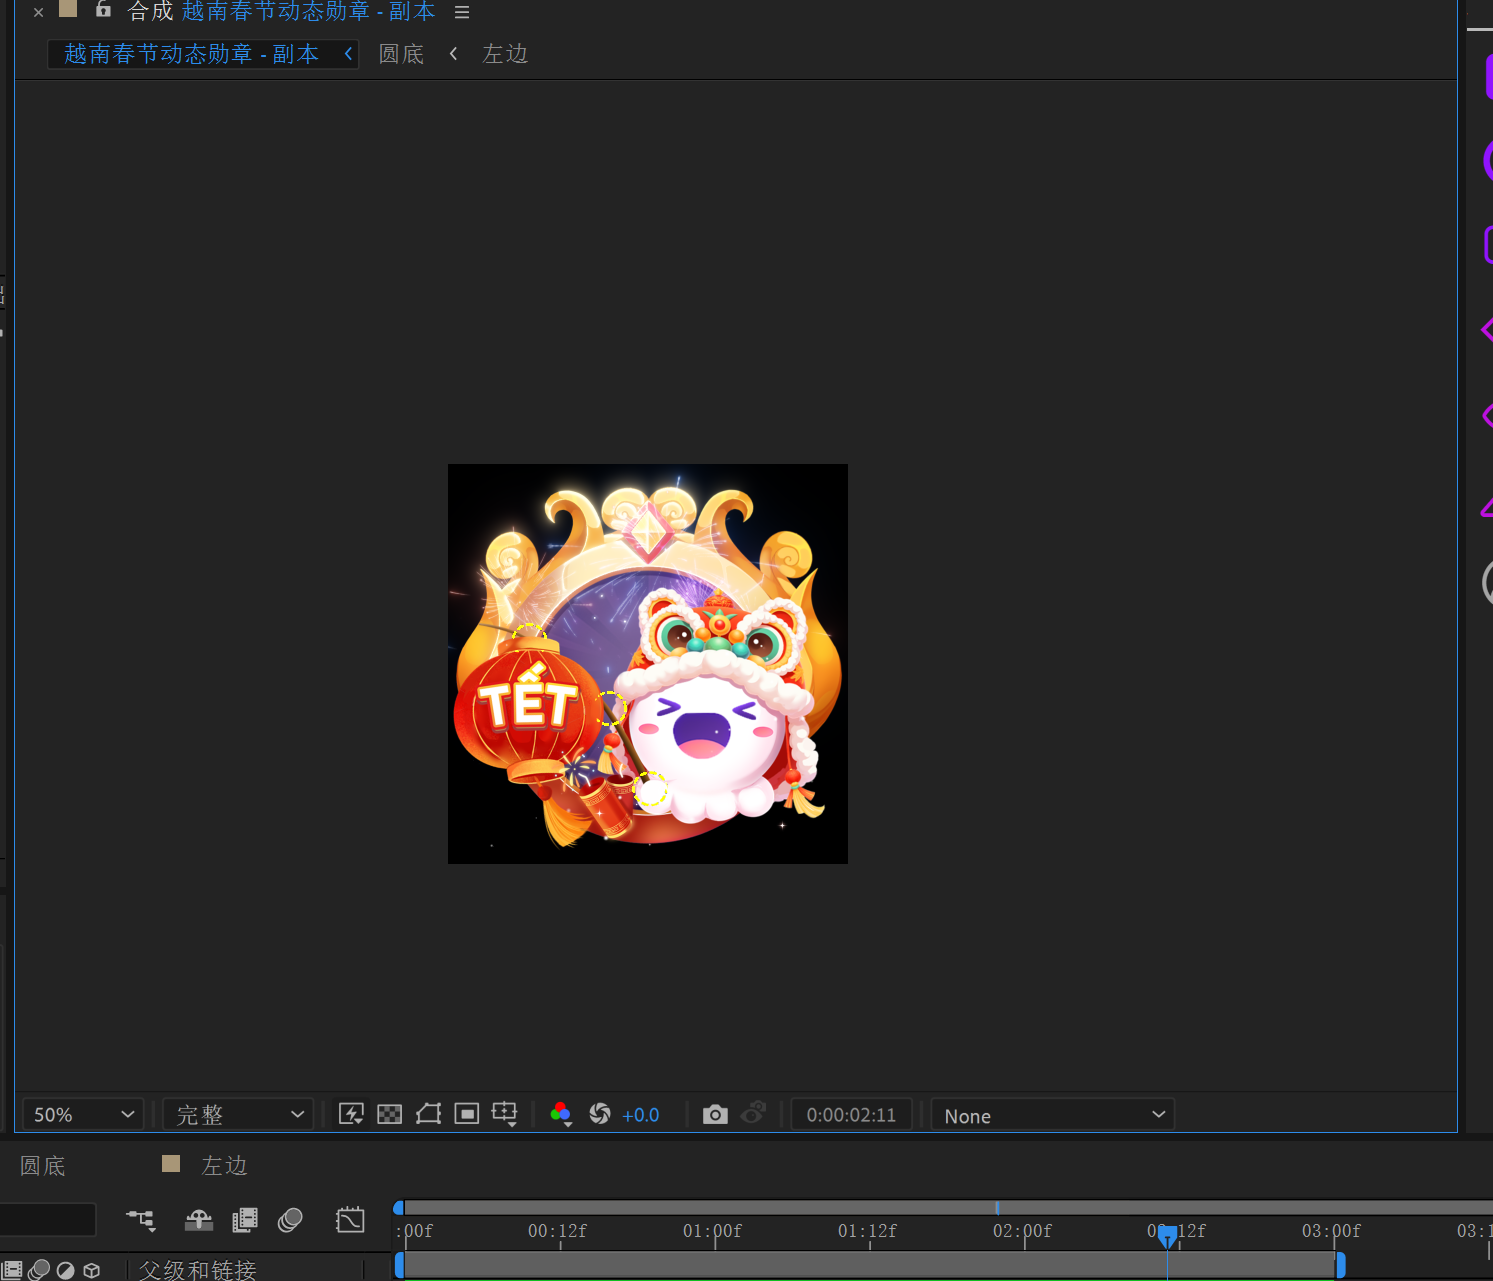 合成 越南春节动态勋章 - 副本
越南春节动态勋章 - 副本 圆底 左边
TẾT
50% 完整 +0.0 0:00:02:11 None
圆底 左边
:00f 00:12f 01:00f 01:12f 02:00f 03:00f
父级和链接